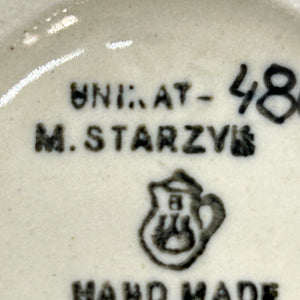 UNIKAT - 48
M. STARZYK
HAND MADE